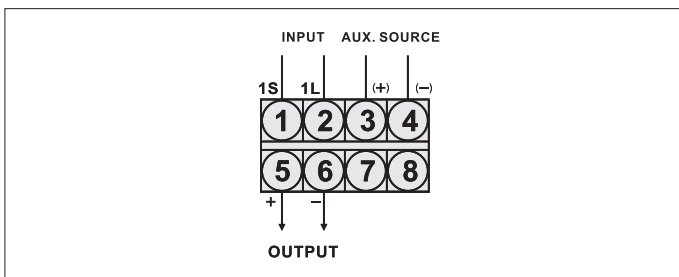 INPUT AUX. SOURCE
1S 1L (+) (−)
1 2 3 4
5 6 7 8
+ −
OUTPUT